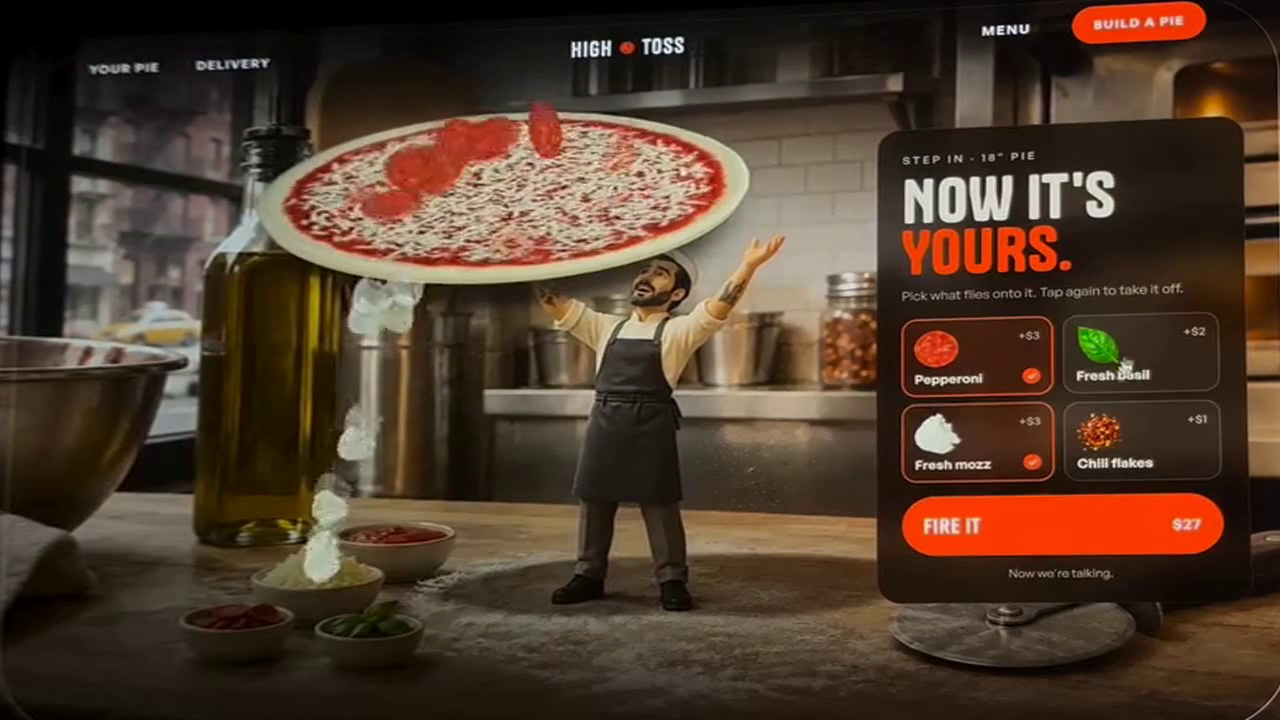 YOUR PIE
DELIVERY
HIGH TOSS
MENU
BUILD A PIE
STEP IN - 18" PIE
NOW IT'S
YOURS.
Pick what flies onto it. Tap again to take it off.
+$3
Pepperoni
+$2
Fresh basil
+$3
Fresh mozz
+$1
Chili flakes
FIRE IT $27
Now we're talking.